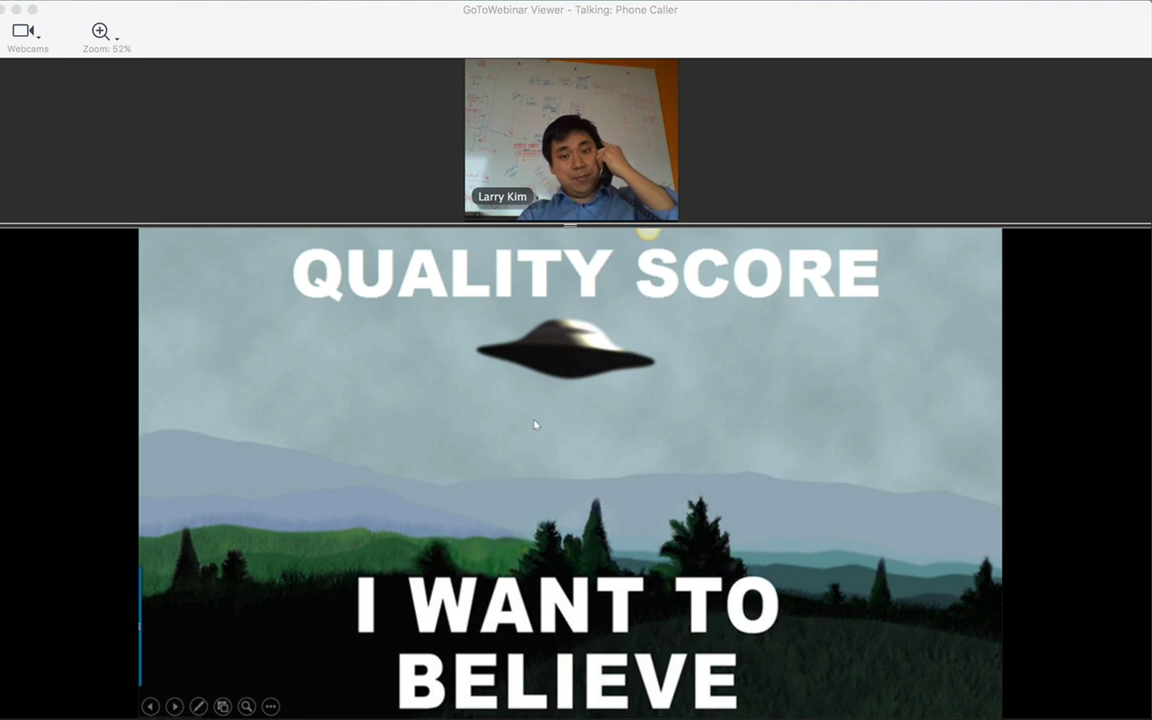 GoToWebinar Viewer - Talking: Phone Caller
Webcams
Zoom: 52%
Larry Kim
QUALITY SCORE
I WANT TO
BELIEVE